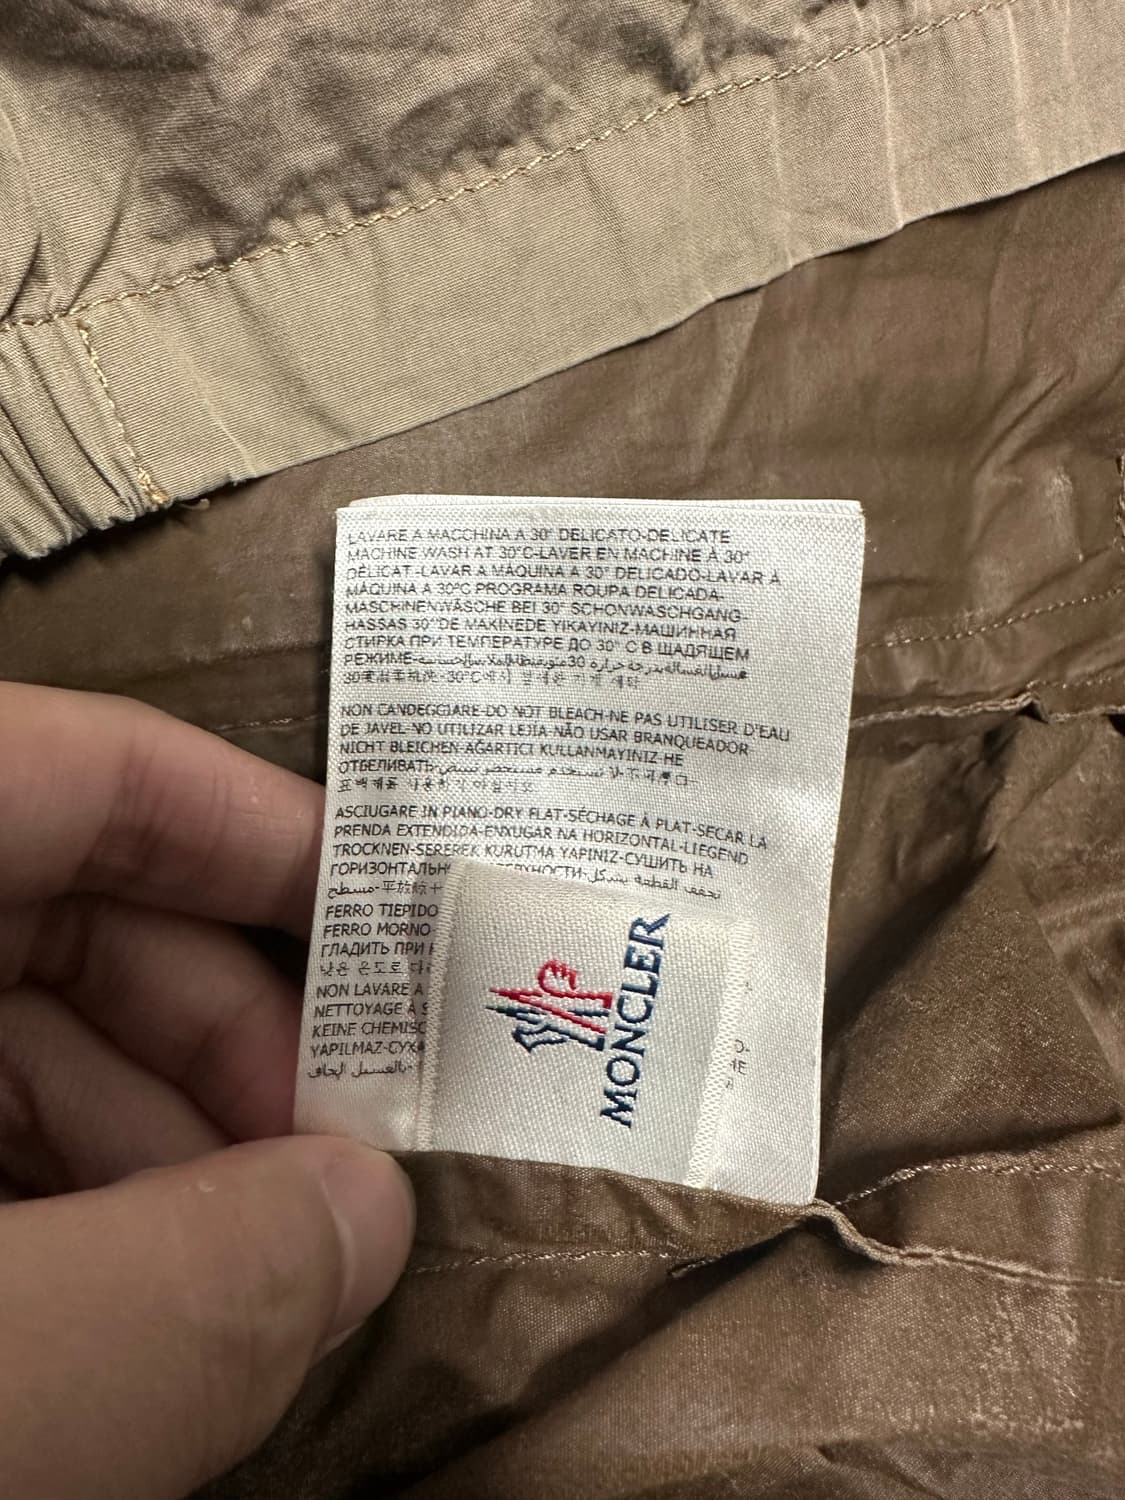 LAVARE A MACCHINA A 30° DELICATO-DELICATE
MACHINE WASH AT 30°C-LAVER EN MACHINE À 30°
DÉLICAT-LAVAR A MÁQUINA A 30° DELICADO-LAVAR À
MÁQUINA A 30°C PROGRAMA ROUPA DELICADA-
MASCHINENWÄSCHE BEI 30° SCHONWASCHGANG-
HASSAS 30°DE MAKİNEDE YIKAYINIZ-МАШИННАЯ
СТИРКА ПРИ ТЕМПЕРАТУРЕ ДО 30° С В ЩАДЯЩЕМ
РЕЖИМЕ-
NON CANDEGGIARE-DO NOT BLEACH-NE PAS UTILISER D'EAU
DE JAVEL-NO UTILIZAR LEJÍA-NÃO USAR BRANQUEADOR
NICHT BLEICHEN-AĞARTICI KULLANMAYINIZ-НЕ
ОТБЕЛИВАТЬ-
ASCIUGARE IN PIANO-DRY FLAT-SÉCHAGE À PLAT-SECAR LA
PRENDA EXTENDIDA-ENXUGAR NA HORIZONTAL-LIEGEND
TROCKNEN-SEREREK KURUTMA YAPINIZ-СУШИТЬ НА
FERRO TIEPIDO
FERRO MORNO-
ГЛАДИТЬ ПРИ
NON LAVARE A
NETTOYAGE À S
KEINE CHEMISC
YAPILMAZ-СУХА
MONCLER